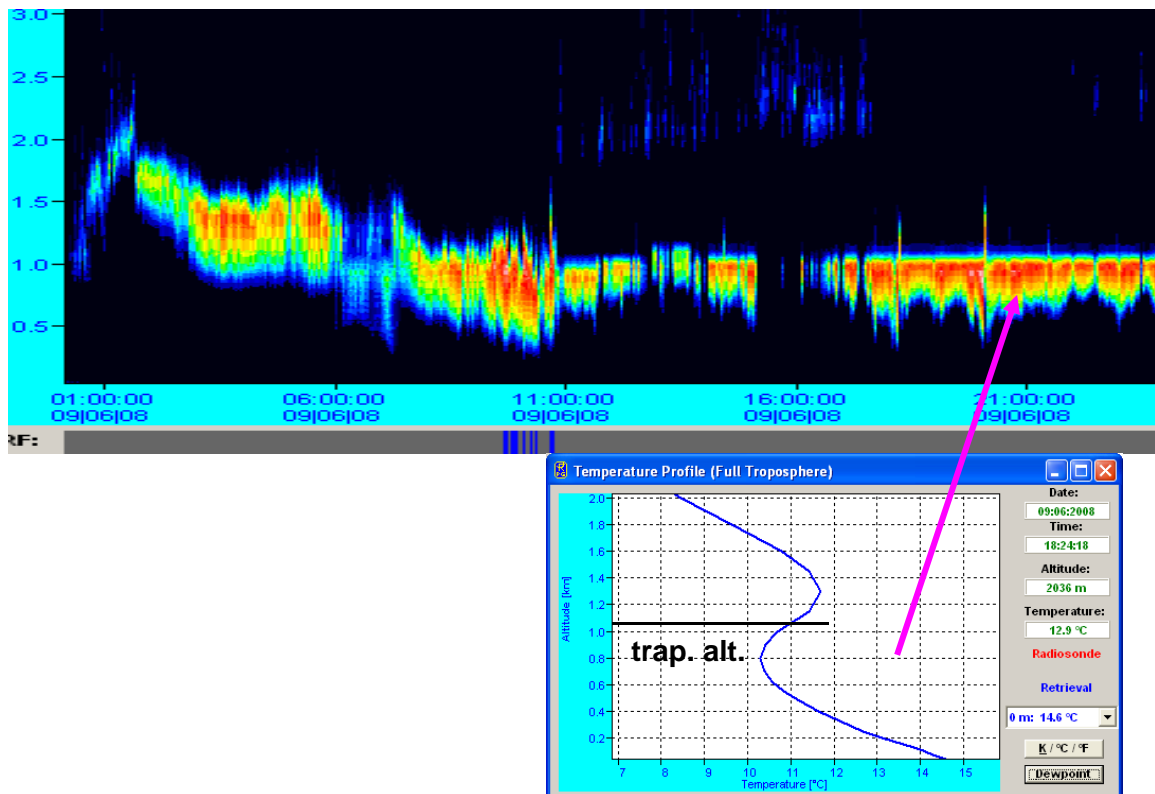 3.0
2.5
2.0
1.5
1.0
0.5
01:00:00 06:00:00 11:00:00 16:00:00 21:00:00
09|06|08 09|06|08 09|06|08 09|06|08 09|06|08
RF:
Temperature Profile (Full Troposphere)
Date:
09:06:2008
Time:
18:24:18
Altitude:
2036 m
Temperature:
12.9 °C
Radiosonde
Retrieval
0 m: 14.6 °C
K / °C / °F
Dewpoint
Altitude [km]
2.0
1.8
1.6
1.4
1.2
1.0
0.8
0.6
0.4
0.2
trap. alt.
7 8 9 10 11 12 13 14 15
Temperature [°C]